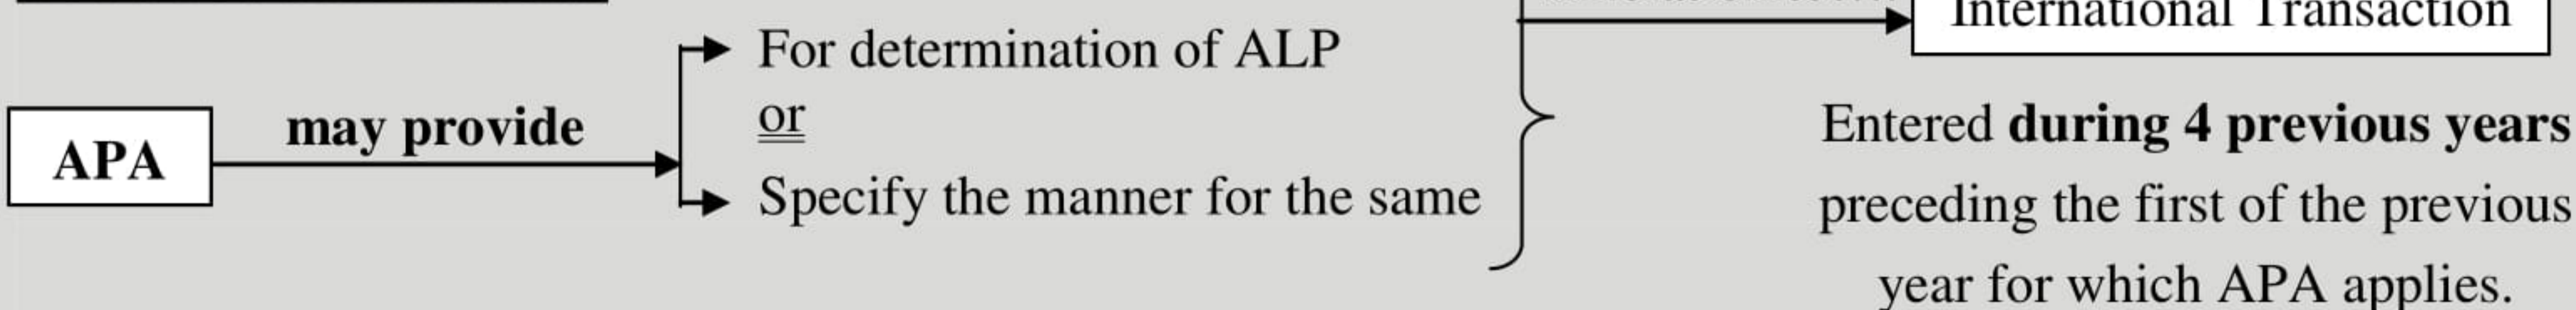 International Transaction
For determination of ALP
or
APA
may provide
Specify the manner for the same
Entered during 4 previous years
preceding the first of the previous
year for which APA applies.